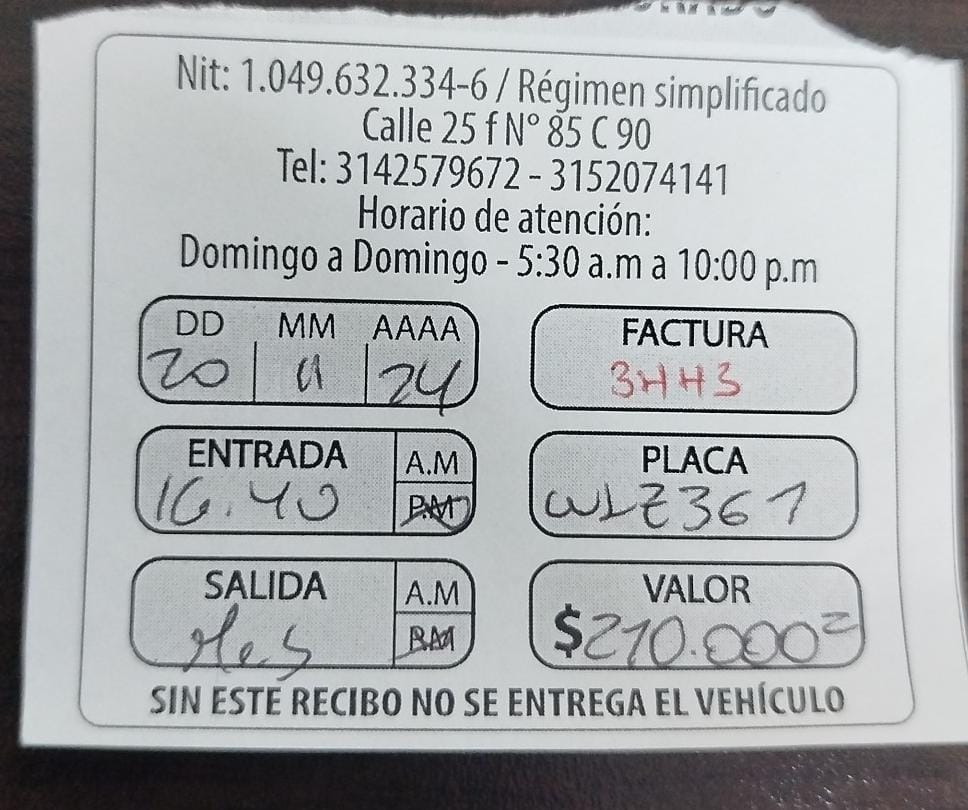 Nit: 1.049.632.334-6 / Régimen simplificado
Calle 25 f N° 85 C 90
Tel: 3142579672 - 3152074141
Horario de atención:
Domingo a Domingo - 5:30 a.m a 10:00 p.m
DD MM AAAA
20 11 24
FACTURA
3443
ENTRADA A.M
16.40 P.M
PLACA
WLZ361
SALIDA A.M
Mes P.M
VALOR
$210.000
SIN ESTE RECIBO NO SE ENTREGA EL VEHÍCULO